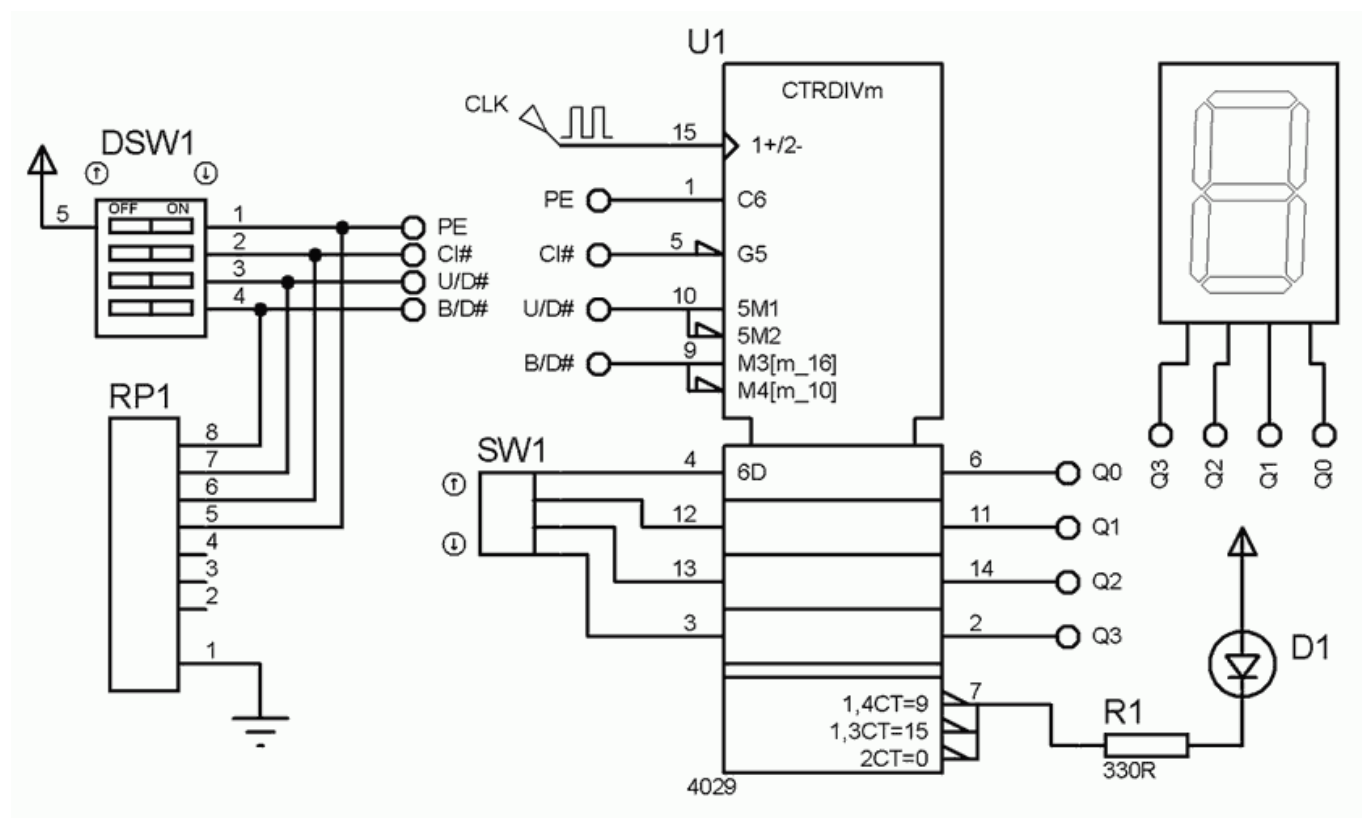 U1
CTRDIVm
CLK
15
1+/2-
PE
1
C6
CI#
5
G5
U/D#
10
5M1
5M2
B/D#
9
M3[m_16]
M4[m_10]
DSW1
OFF ON
5
1
PE
2
CI#
3
U/D#
4
B/D#
RP1
8
7
6
5
4
3
2
1
SW1
4
6D
6
Q0
12
11
Q1
13
14
Q2
3
2
Q3
1,4CT=9
7
1,3CT=15
2CT=0
4029
Q3
Q2
Q1
Q0
D1
R1
330R